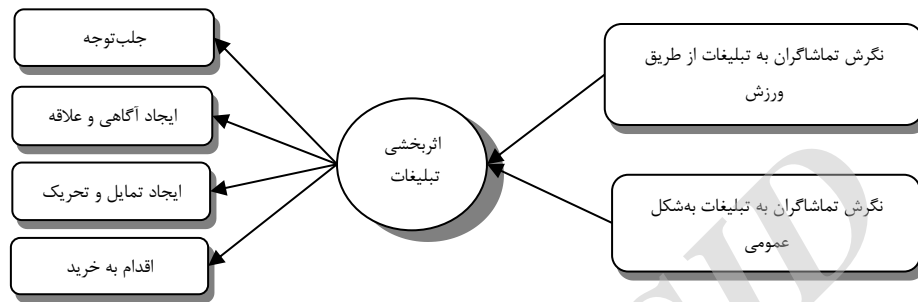 نگرش تماشاگران به تبلیغات از طریق
ورزش
نگرش تماشاگران به تبلیغات به‌شکل
عمومی
اثربخشی
تبلیغات
جلب‌توجه
ایجاد آگاهی و علاقه
ایجاد تمایل و تحریک
اقدام به خرید
SID